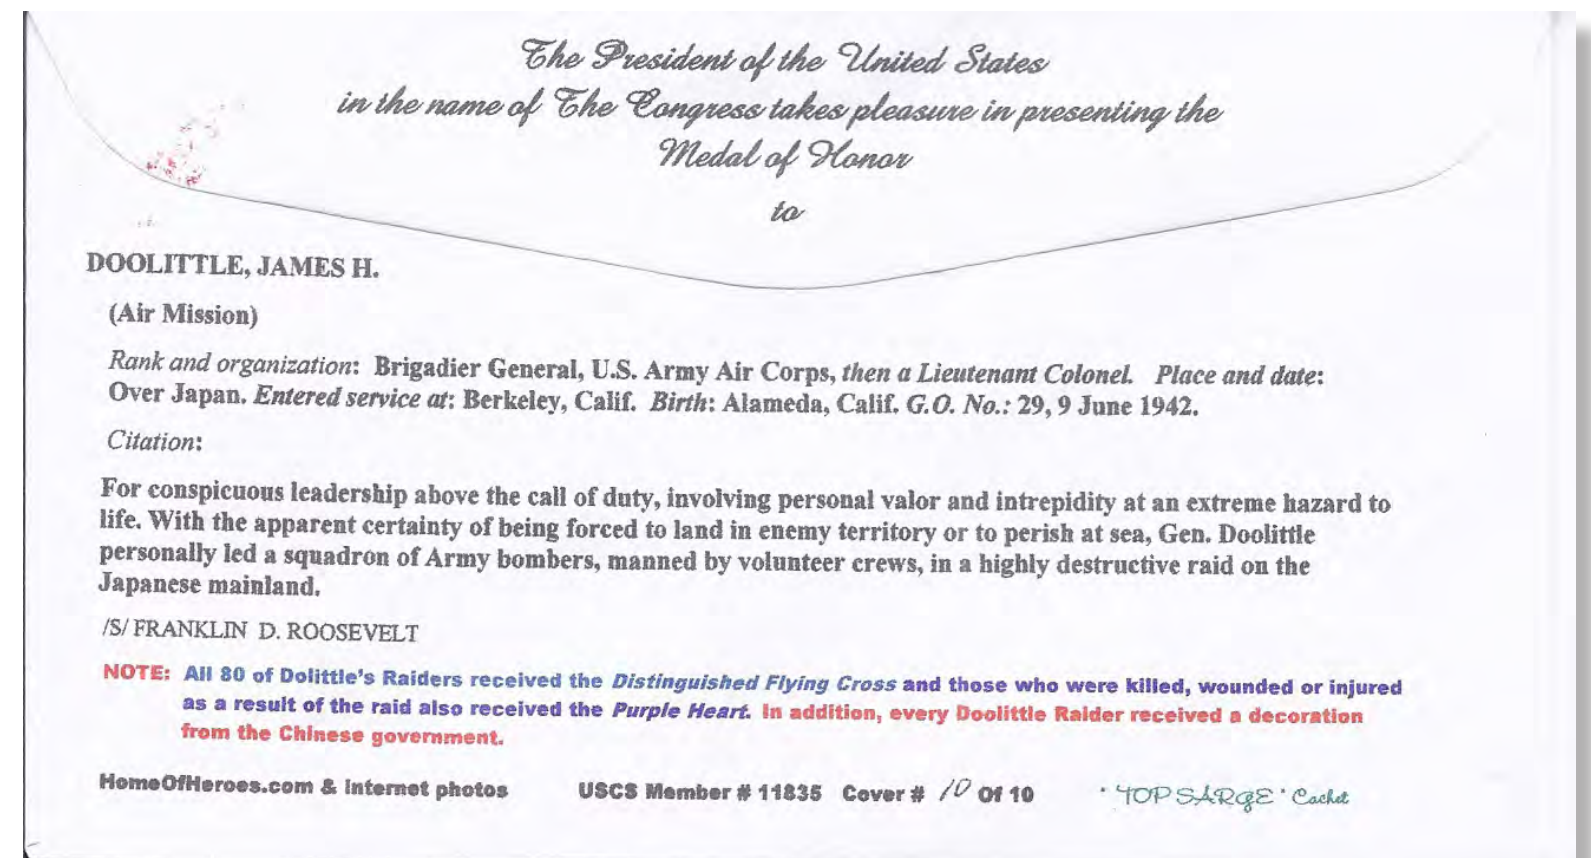 The President of the United States
in the name of The Congress takes pleasure in presenting the
Medal of Honor
to
DOOLITTLE, JAMES H.
(Air Mission)
Rank and organization: Brigadier General, U.S. Army Air Corps, then a Lieutenant Colonel. Place and date:
Over Japan. Entered service at: Berkeley, Calif. Birth: Alameda, Calif. G.O. No.: 29, 9 June 1942.
Citation:
For conspicuous leadership above the call of duty, involving personal valor and intrepidity at an extreme hazard to
life. With the apparent certainty of being forced to land in enemy territory or to perish at sea, Gen. Doolittle
personally led a squadron of Army bombers, manned by volunteer crews, in a highly destructive raid on the
Japanese mainland.
/S/ FRANKLIN D. ROOSEVELT
NOTE: All 80 of Dolittle's Raiders received the Distinguished Flying Cross and those who were killed, wounded or injured
as a result of the raid also received the Purple Heart. In addition, every Doolittle Raider received a decoration
from the Chinese government.
HomeOfHeroes.com & Internet photos USCS Member # 11835 Cover # 10 Of 10 "TOP SARGE" Cachet